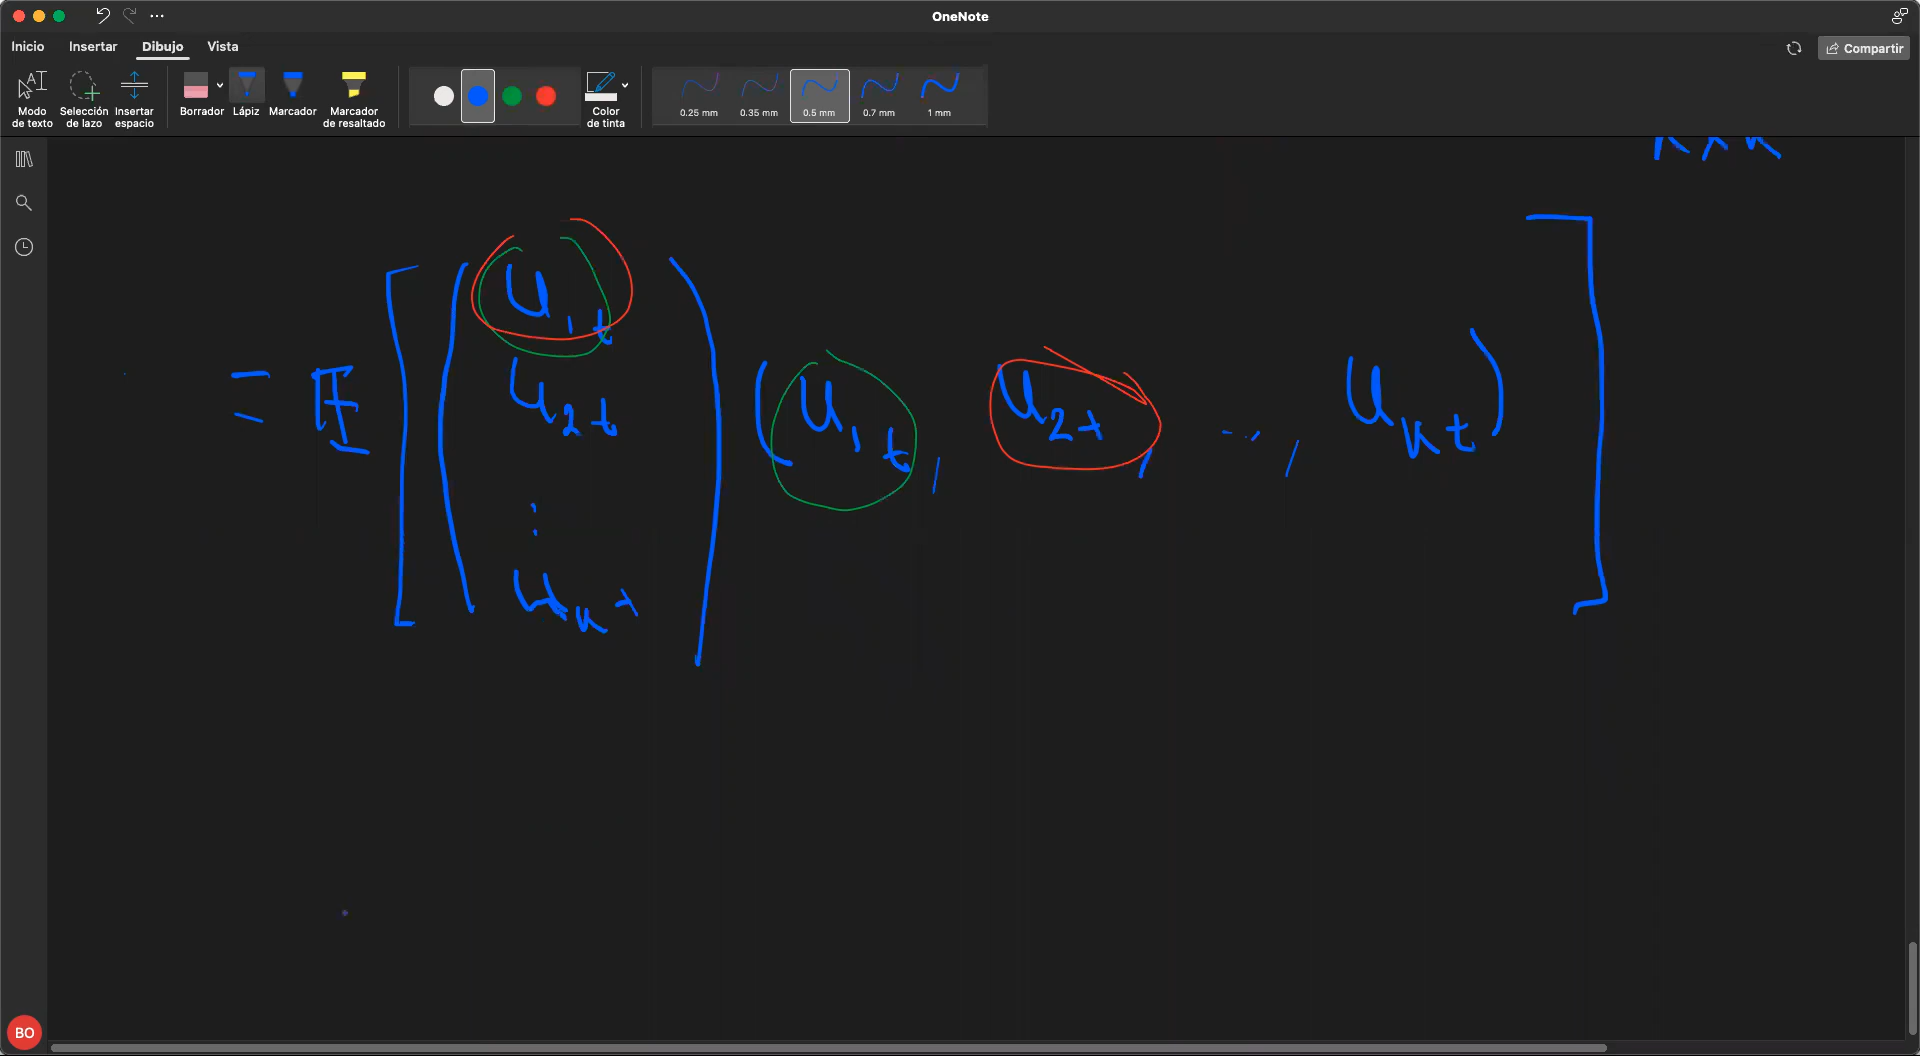 OneNote
Inicio Insertar Dibujo Vista
Compartir
Modo de texto Selección de lazo Insertar espacio Borrador Lápiz Marcador Marcador de resaltado Color de tinta 0.25 mm 0.35 mm 0.5 mm 0.7 mm 1 mm
K x K
= E [ ( U1t
U2t
⋮
UKt ) ( U1t, U2t, ..., UKt ) ]
BO